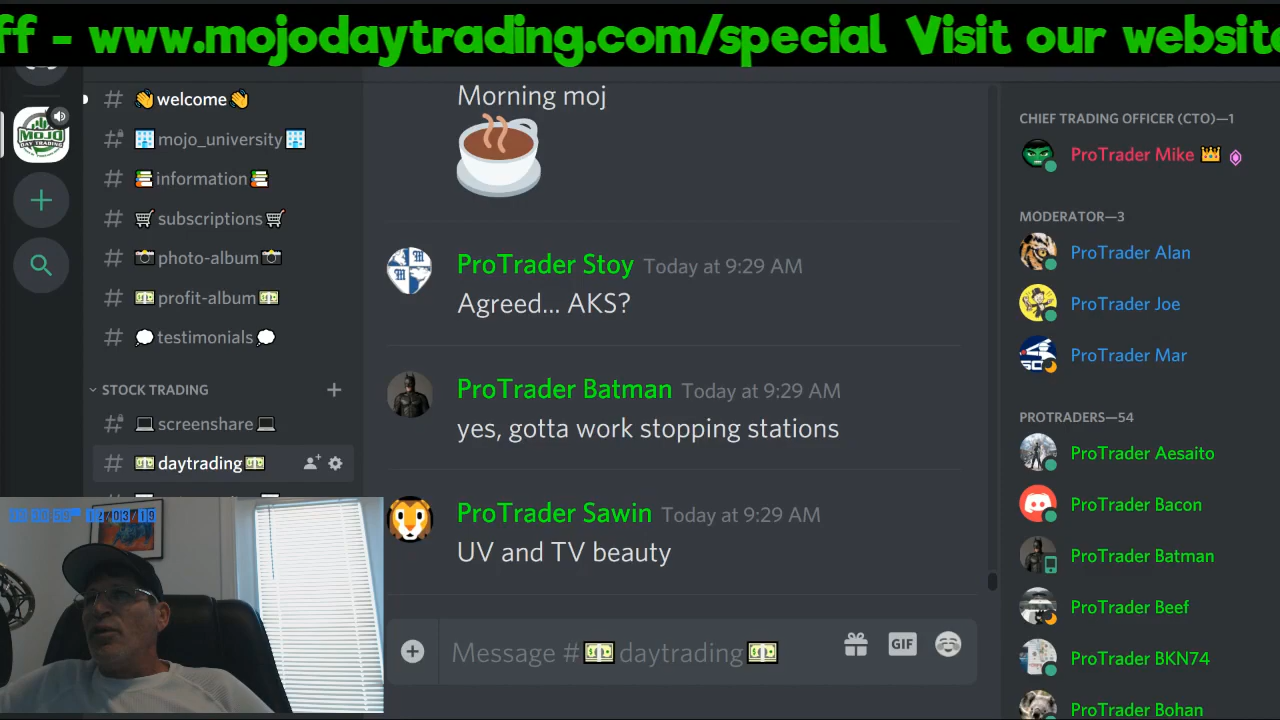 ff - www.mojodaytrading.com/special Visit our website
welcome
mojo_university
information
subscriptions
photo-album
profit-album
testimonials
STOCK TRADING
screenshare
daytrading
MOJO
DAY TRADING
Morning moj
ProTrader Stoy Today at 9:29 AM
Agreed... AKS?
ProTrader Batman Today at 9:29 AM
yes, gotta work stopping stations
ProTrader Sawin Today at 9:29 AM
UV and TV beauty
Message # daytrading
GIF
CHIEF TRADING OFFICER (CTO)—1
ProTrader Mike
MODERATOR—3
ProTrader Alan
ProTrader Joe
ProTrader Mar
PROTRADERS—54
ProTrader Aesaito
ProTrader Bacon
ProTrader Batman
ProTrader Beef
ProTrader BKN74
ProTrader Bohan